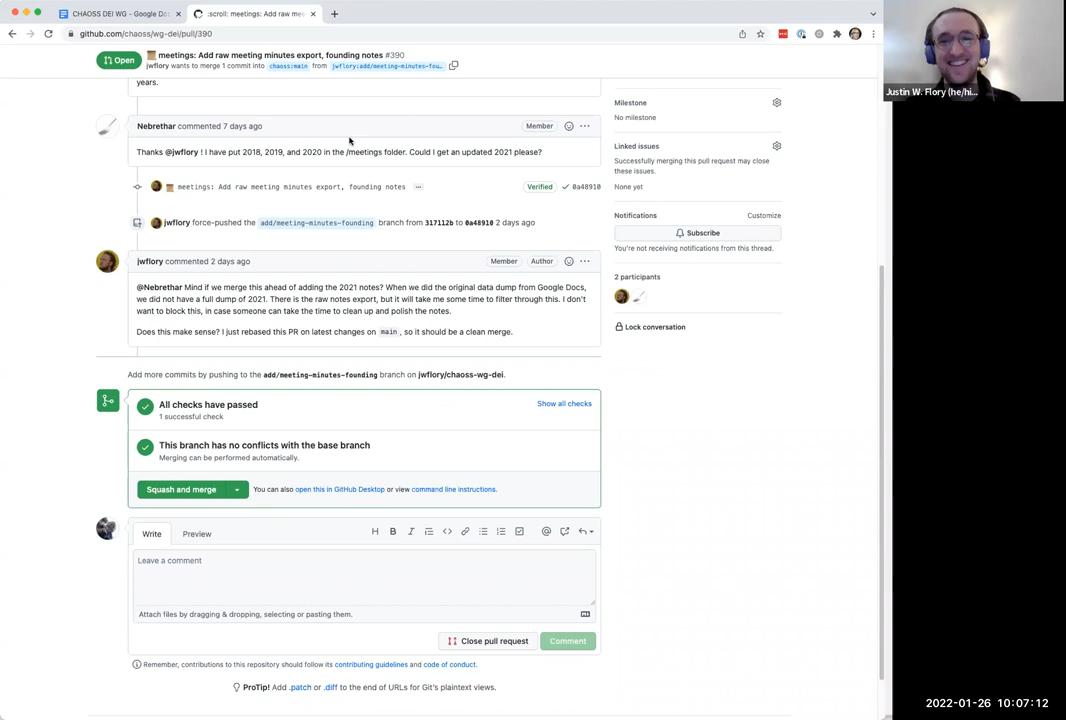 CHAOSS DEI WG - Google Do
:scroll: meetings: Add raw mee
github.com/chaoss/wg-dei/pull/390
Open
meetings: Add raw meeting minutes export, founding notes #390
jwflory wants to merge 1 commit into chaoss:main from jwflory:add/meeting-minutes-fou…
years.
Nebrethar commented 7 days ago
Member
Thanks @jwflory ! I have put 2018, 2019, and 2020 in the /meetings folder. Could I get an updated 2021 please?
meetings: Add raw meeting minutes export, founding notes …
Verified
0a48910
jwflory force-pushed the add/meeting-minutes-founding branch from 317112b to 0a48910 2 days ago
jwflory commented 2 days ago
Member
Author
@Nebrethar Mind if we merge this ahead of adding the 2021 notes? When we did the original data dump from Google Docs,
we did not have a full dump of 2021. There is the raw notes export, but it will take me some time to filter through this. I don't
want to block this, in case someone can take the time to clean up and polish the notes.
Does this make sense? I just rebased this PR on latest changes on main , so it should be a clean merge.
Add more commits by pushing to the add/meeting-minutes-founding branch on jwflory/chaoss-wg-dei.
All checks have passed
1 successful check
Show all checks
This branch has no conflicts with the base branch
Merging can be performed automatically.
Squash and merge
You can also open this in GitHub Desktop or view command line instructions.
Write
Preview
Leave a comment
Attach files by dragging & dropping, selecting or pasting them.
Close pull request
Comment
Remember, contributions to this repository should follow its contributing guidelines and code of conduct.
ProTip! Add .patch or .diff to the end of URLs for Git's plaintext views.
Milestone
No milestone
Linked issues
Successfully merging this pull request may close
these issues.
None yet
Notifications
Customize
Subscribe
You're not receiving notifications from this thread.
2 participants
Lock conversation
Justin W. Flory (he/hi...
2022-01-26 10:07:12